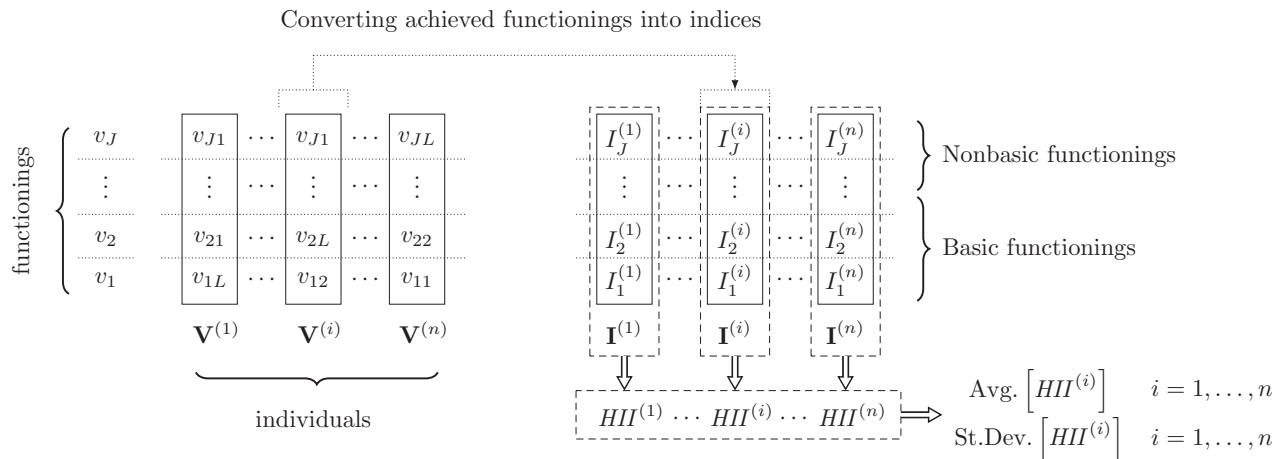 Converting achieved functionings into indices
functionings
v_J v_{J1} ··· v_{J1} ··· v_{JL} I_J^{(1)} ··· I_J^{(i)} ··· I_J^{(n)} Nonbasic functionings
⋮ ⋮ ··· ⋮ ··· ⋮ ⋮ ··· ⋮ ··· ⋮
v_2 v_{21} ··· v_{2L} ··· v_{22} I_2^{(1)} ··· I_2^{(i)} ··· I_2^{(n)} Basic functionings
v_1 v_{1L} ··· v_{12} ··· v_{11} I_1^{(1)} ··· I_1^{(i)} ··· I_1^{(n)}
V^{(1)} V^{(i)} V^{(n)} I^{(1)} I^{(i)} I^{(n)}
individuals
HII^{(1)} ··· HII^{(i)} ··· HII^{(n)}
Avg. [HII^{(i)}] i = 1, . . . , n
St.Dev. [HII^{(i)}] i = 1, . . . , n